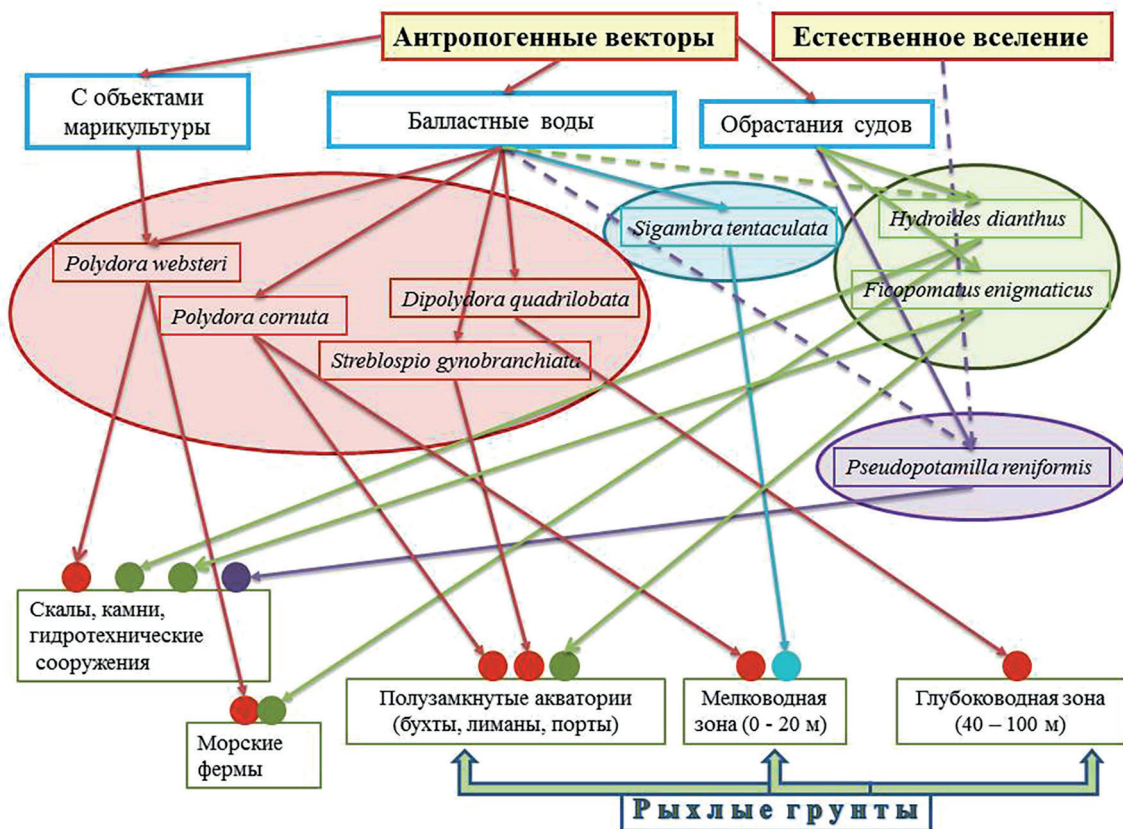 Антропогенные векторы
Естественное вселение
С объектами
марикультуры
Балластные воды
Обрастания судов
Sigambra tentaculata
Hydroides dianthus
Polydora websteri
Dipolydora quadrilobata
Ficopomatus enigmaticus
Polydora cornuta
Streblospio gynobranchiata
Pseudopotamilla reniformis
Скалы, камни,
гидротехнические
сооружения
Полузамкнутые акватории
(бухты, лиманы, порты)
Мелководная
зона (0 - 20 м)
Глубоководная зона
(40 – 100 м)
Морские
фермы
Рыхлые грунты